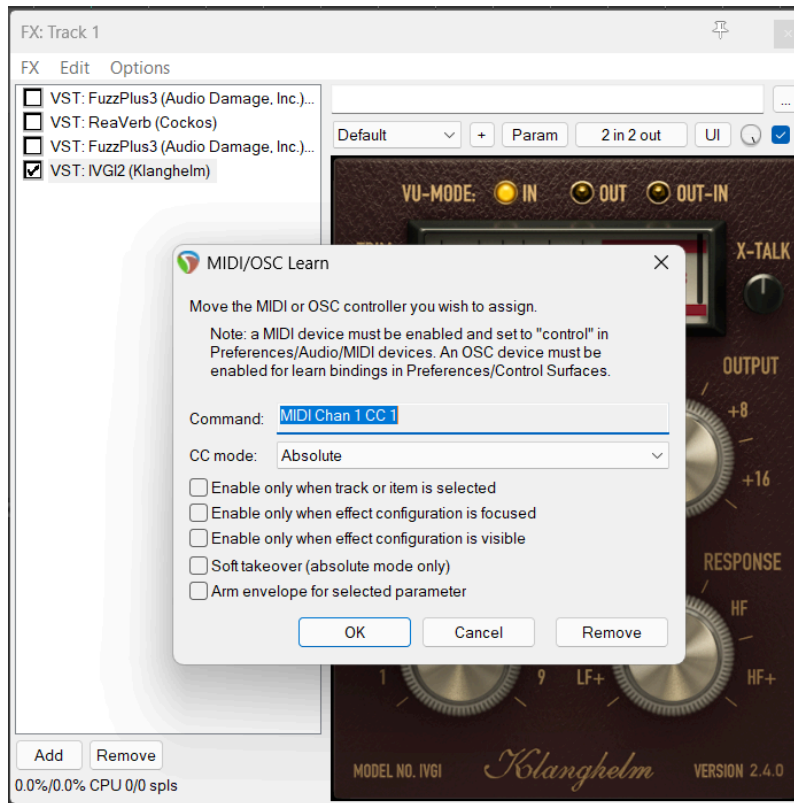 FX: Track 1
FX Edit Options
VST: FuzzPlus3 (Audio Damage, Inc.)...
VST: ReaVerb (Cockos)
VST: FuzzPlus3 (Audio Damage, Inc.)...
VST: IVGI2 (Klanghelm)
...
Default + Param 2 in 2 out UI
VU-MODE: IN OUT OUT-IN
X-TALK
MIDI/OSC Learn
Move the MIDI or OSC controller you wish to assign.
Note: a MIDI device must be enabled and set to "control" in
Preferences/Audio/MIDI devices. An OSC device must be
enabled for learn bindings in Preferences/Control Surfaces.
Command: MIDI Chan 1 CC 1
CC mode: Absolute
Enable only when track or item is selected
Enable only when effect configuration is focused
Enable only when effect configuration is visible
Soft takeover (absolute mode only)
Arm envelope for selected parameter
OK Cancel Remove
OUTPUT
+8
+16
RESPONSE
HF
1 9 LF+ HF+
MODEL NO. IVGI Klanghelm VERSION 2.4.0
Add Remove
0.0%/0.0% CPU 0/0 spls